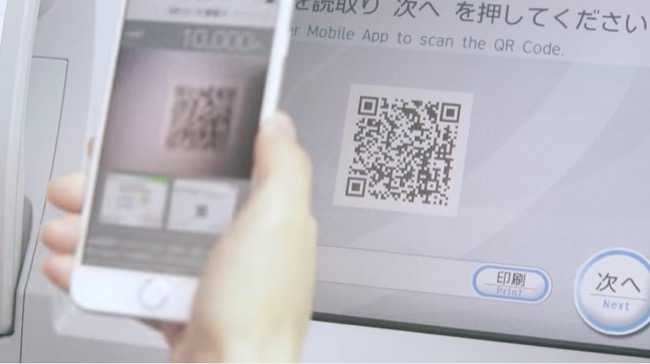 を読取り 次へ を押してください
Mobile App to scan the QR Code.
10,000
印刷
Print
次へ
Next